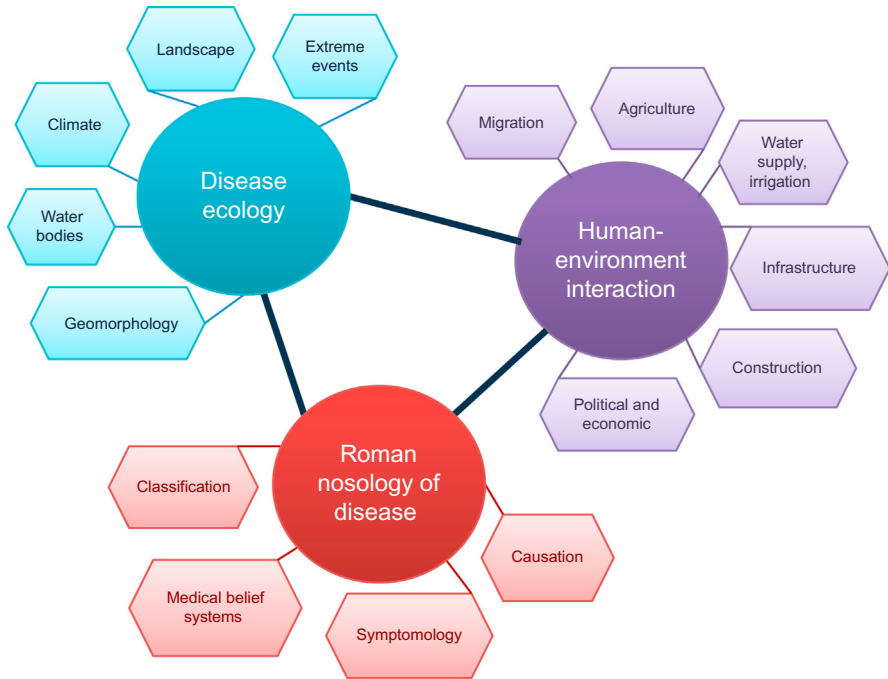 Landscape
Extreme
events
Climate
Disease
ecology
Water
bodies
Geomorphology
Migration
Agriculture
Water
supply,
irrigation
Human-
environment
interaction
Infrastructure
Construction
Political and
economic
Roman
nosology of
disease
Classification
Causation
Medical belief
systems
Symptomology